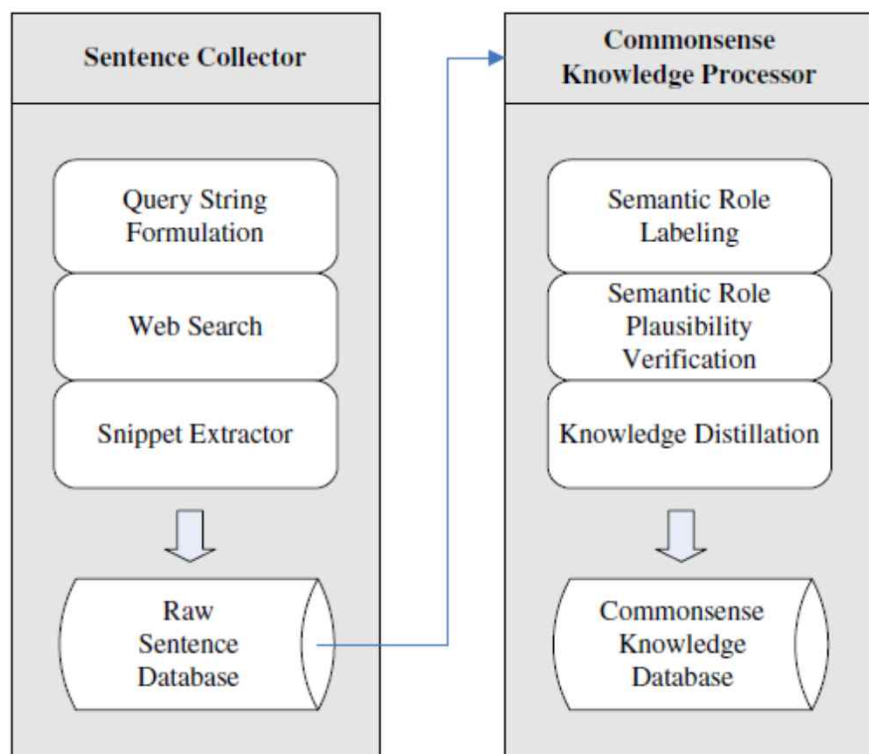 Sentence Collector
Query String
Formulation
Web Search
Snippet Extractor
Raw
Sentence
Database
Commonsense
Knowledge Processor
Semantic Role
Labeling
Semantic Role
Plausibility
Verification
Knowledge Distillation
Commonsense
Knowledge
Database